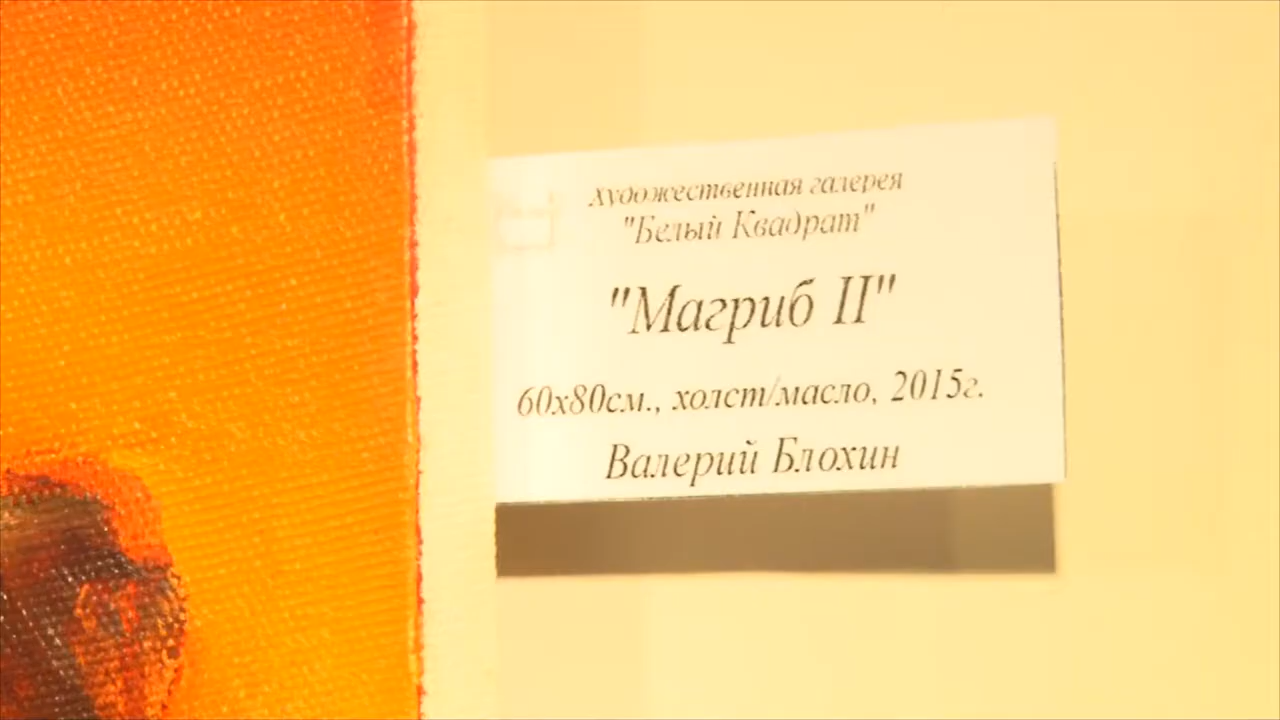 Художественная галерея
"Белый Квадрат"
"Магриб II"
60х80см., холст/масло, 2015г.
Валерий Блохин